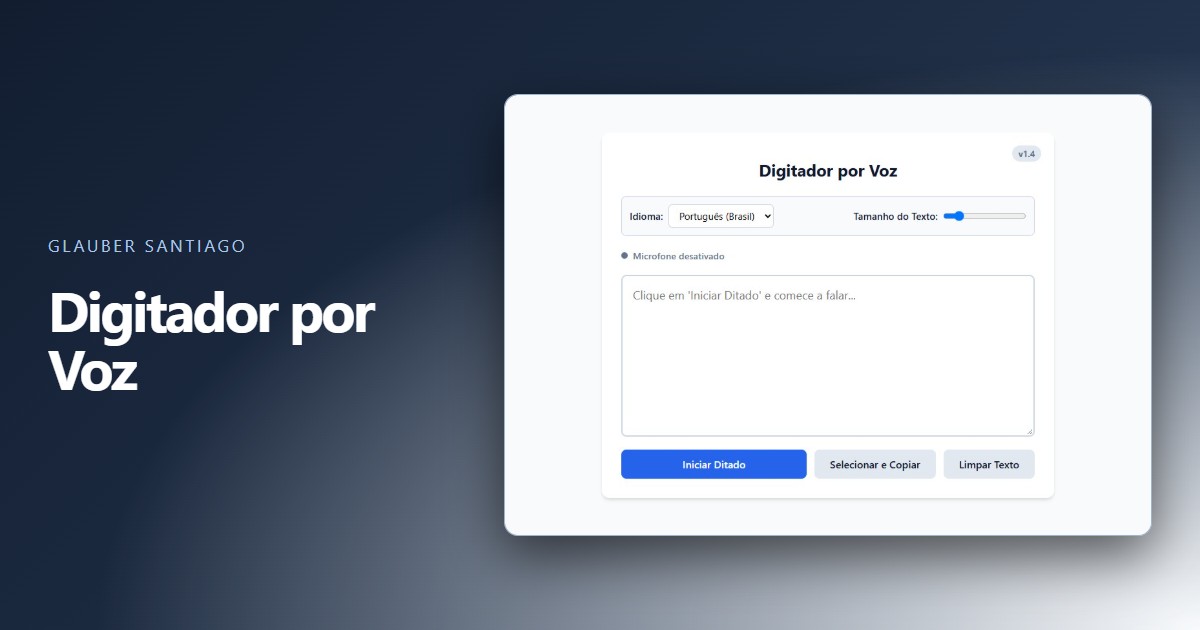 GLAUBER SANTIAGO
Digitador por
Voz
v1.4
Digitador por Voz
Idioma: Português (Brasil) Tamanho do Texto:
Microfone desativado
Clique em 'Iniciar Ditado' e comece a falar...
Iniciar Ditado Selecionar e Copiar Limpar Texto